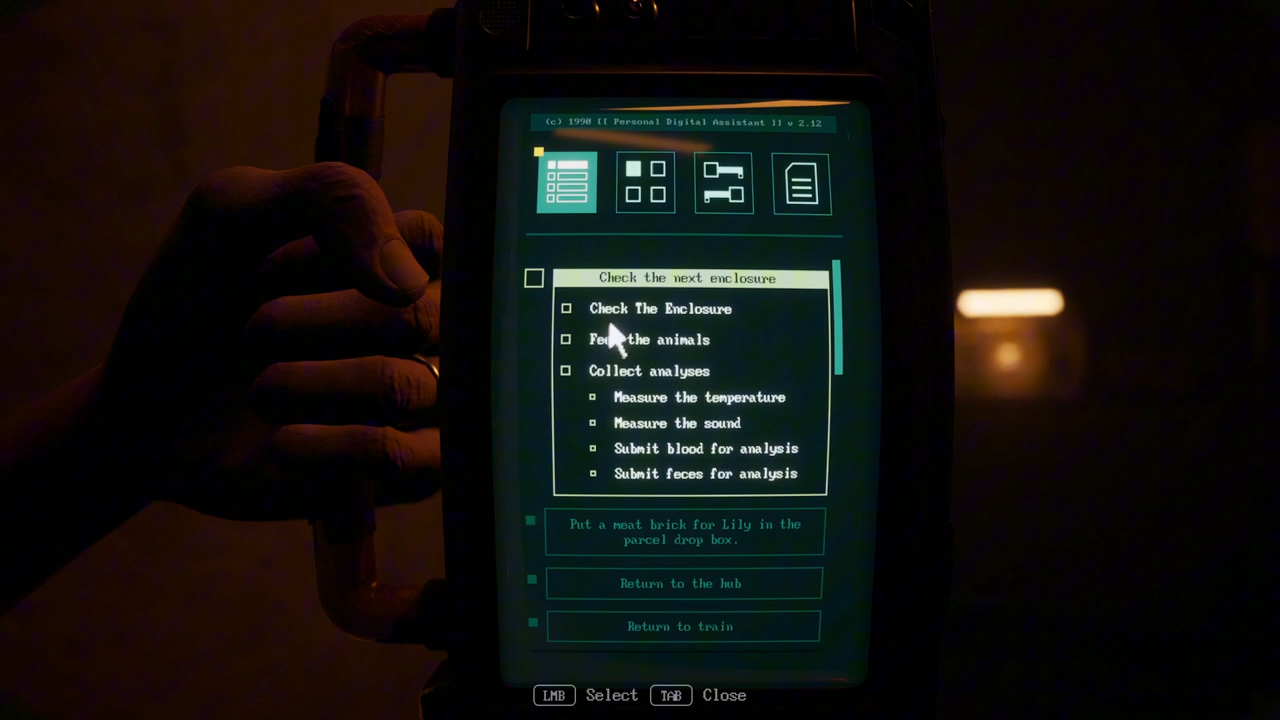 (c) 1990 [[ Personal Digital Assistant ]] v 2.12
Check the next enclosure
Check The Enclosure
the animals
Collect analyses
Measure the temperature
Measure the sound
Submit blood for analysis
Submit feces for analysis
Put a meat brick for Lily in the
parcel drop box.
Return to the hub
Return to train
LMB Select TAB Close